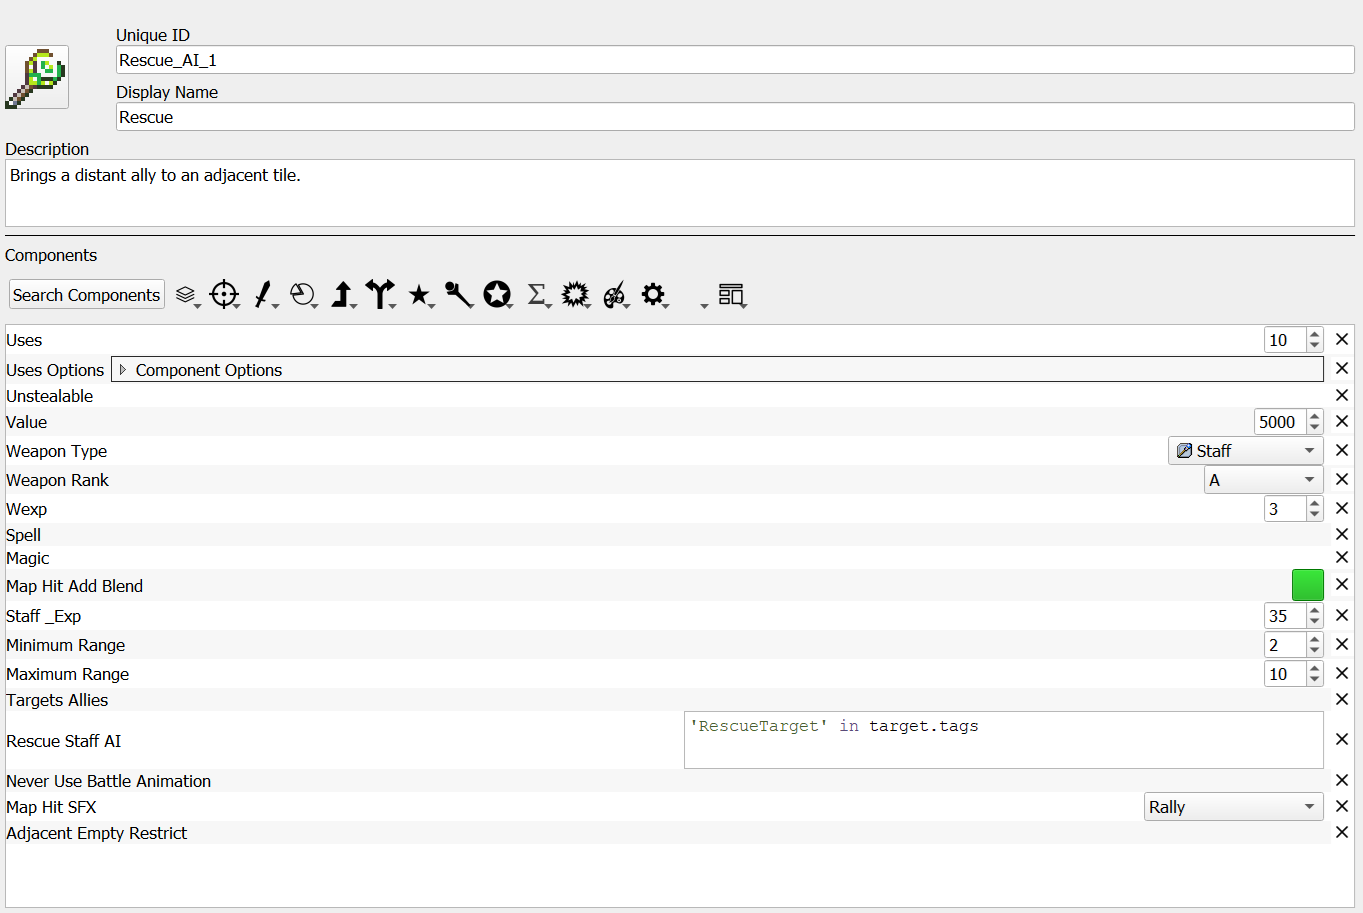 Unique ID
Rescue_AI_1
Display Name
Rescue
Description
Brings a distant ally to an adjacent tile.
Components
Search Components
Uses 10
Uses Options Component Options
Unstealable
Value 5000
Weapon Type Staff
Weapon Rank A
Wexp 3
Spell
Magic
Map Hit Add Blend
Staff _Exp 35
Minimum Range 2
Maximum Range 10
Targets Allies
Rescue Staff AI 'RescueTarget' in target.tags
Never Use Battle Animation
Map Hit SFX Rally
Adjacent Empty Restrict